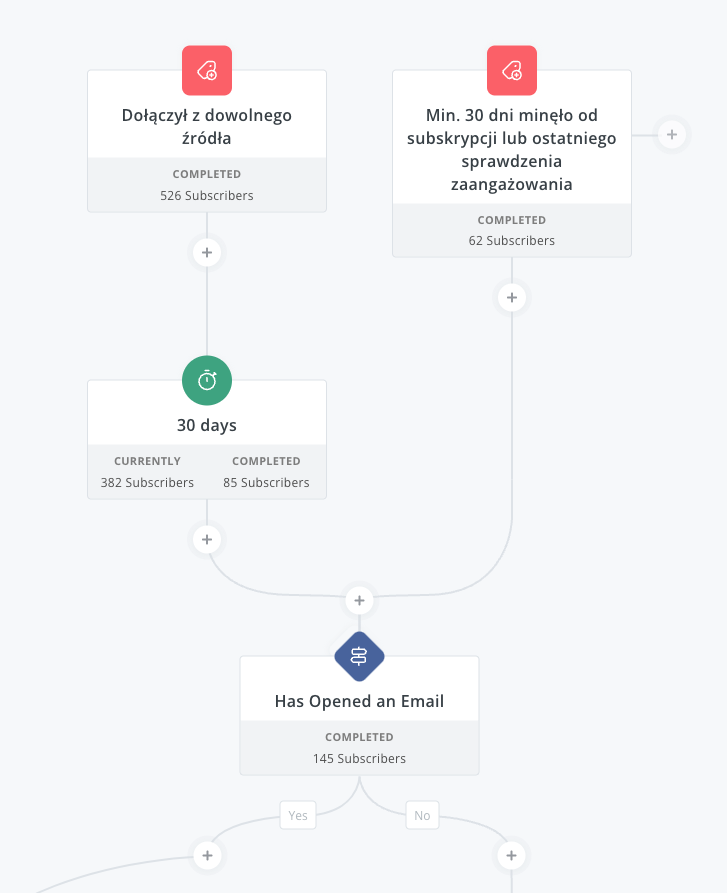 Dołączył z dowolnego
źródła
COMPLETED
526 Subscribers
Min. 30 dni minęło od
subskrypcji lub ostatniego
sprawdzenia
zaangażowania
COMPLETED
62 Subscribers
30 days
CURRENTLY
382 Subscribers
COMPLETED
85 Subscribers
Has Opened an Email
COMPLETED
145 Subscribers
Yes
No